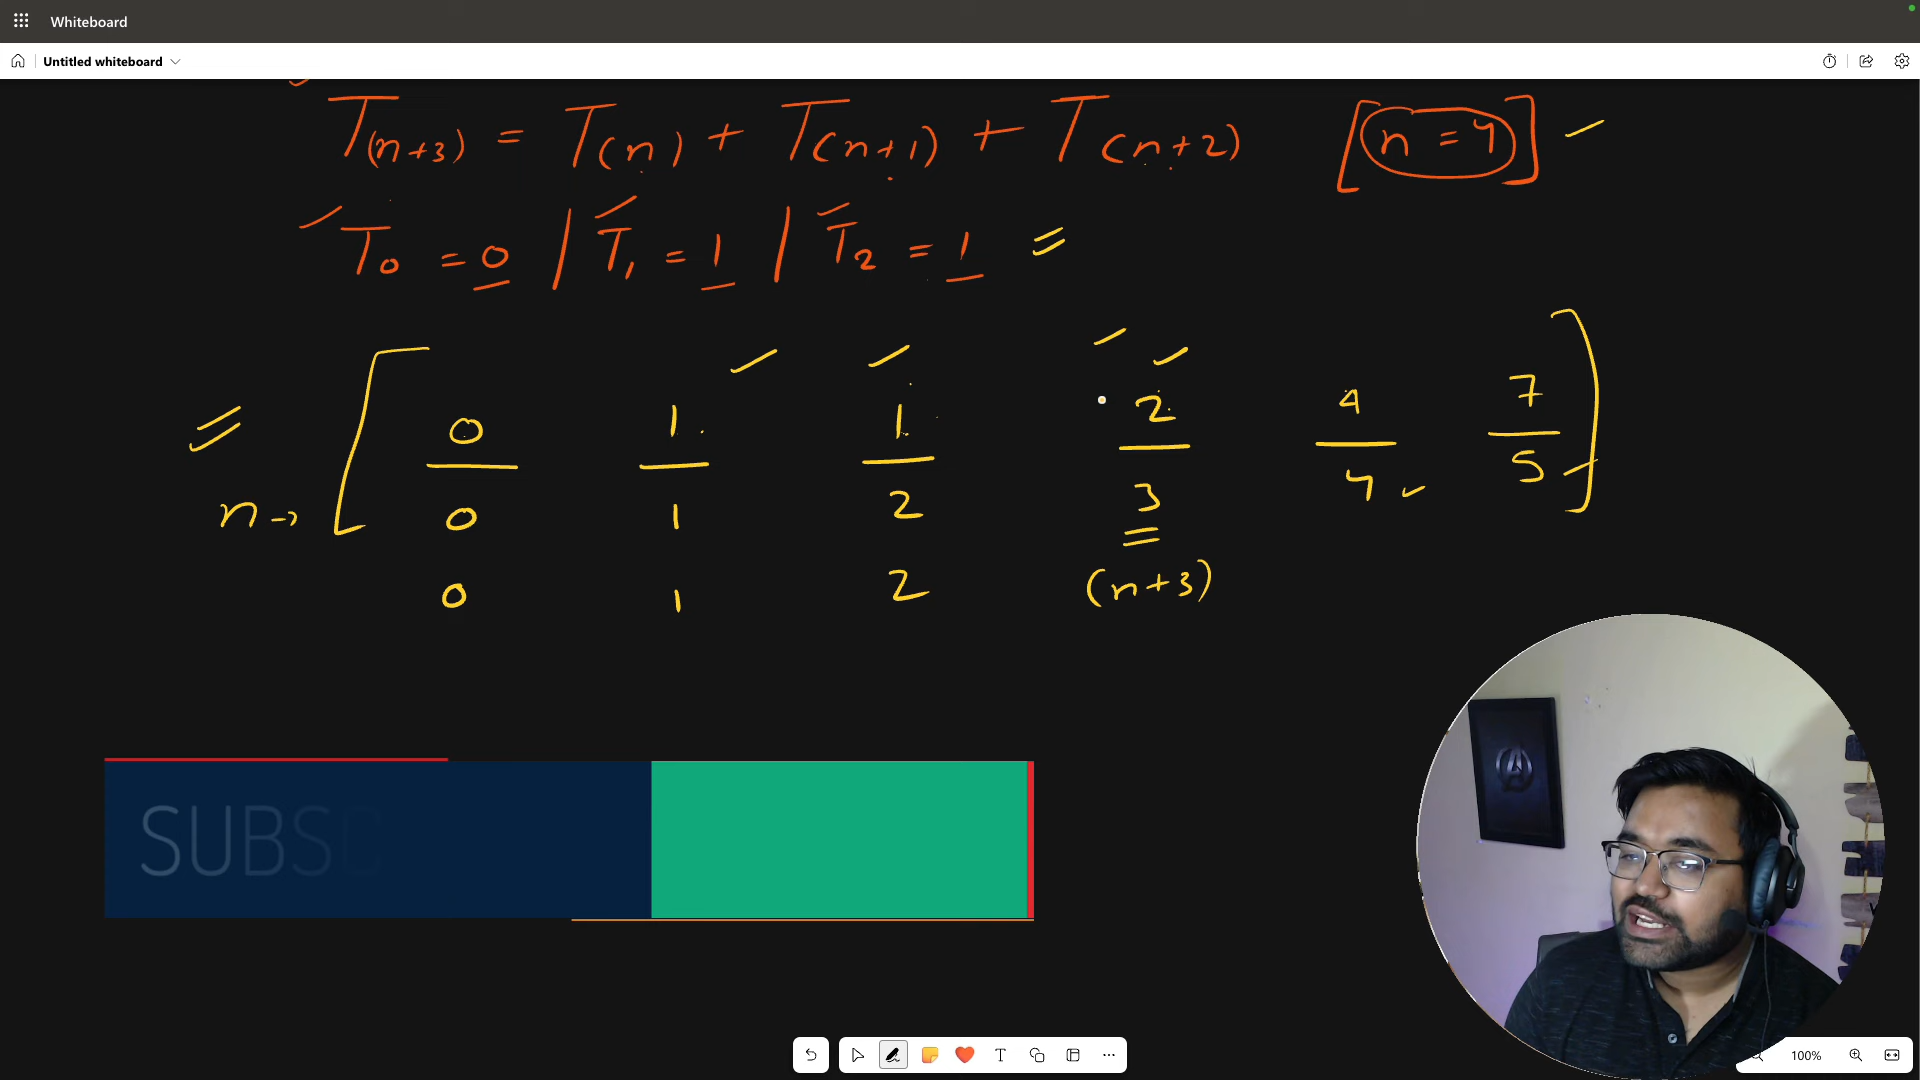 Whiteboard
Untitled whiteboard
T(n+3) = T(n) + T(n+1) + T(n+2) [n = 4]
T0 = 0 | T1 = 1 | T2 = 1 =
= [ 0 1 1 2 4 7 ]
n → 0 1 2 3 4 5
0 1 2 (n+3)
SUBSC
100%